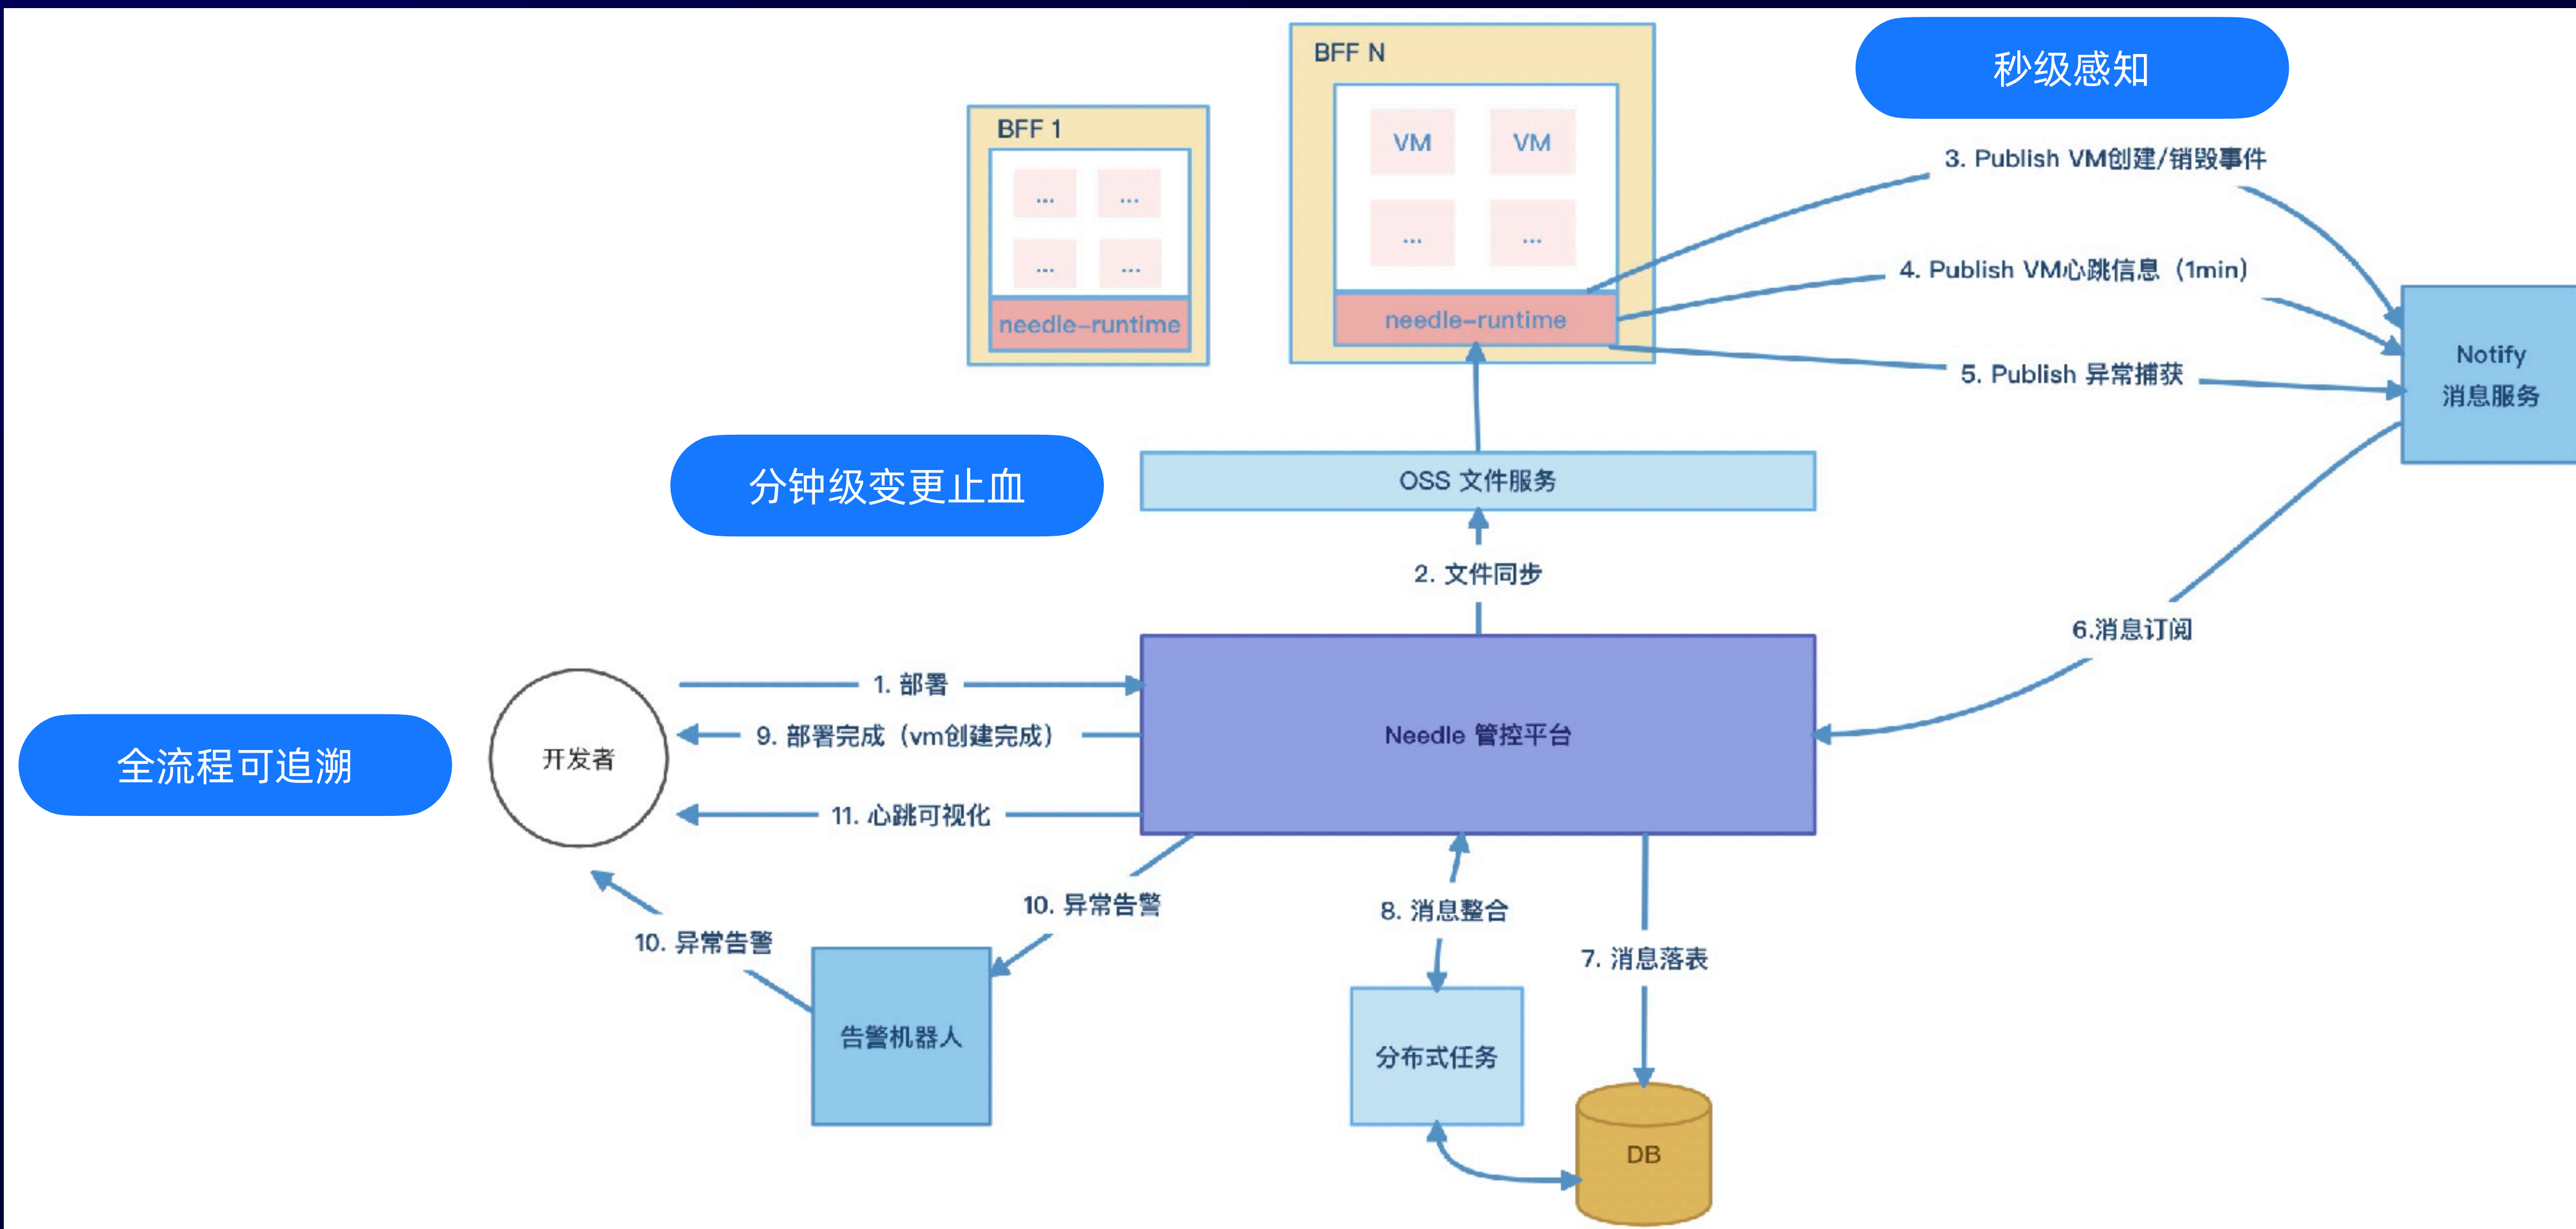 秒级感知
BFF N
VM
VM
...
...
needle-runtime
BFF 1
...
...
...
...
needle-runtime
3. Publish VM创建/销毁事件
4. Publish VM心跳信息（1min）
5. Publish 异常捕获
Notify
消息服务
分钟级变更止血
OSS 文件服务
2. 文件同步
6.消息订阅
全流程可追溯
开发者
1. 部署
9. 部署完成（vm创建完成）
11. 心跳可视化
Needle 管控平台
10. 异常告警
10. 异常告警
告警机器人
8. 消息整合
7. 消息落表
分布式任务
DB